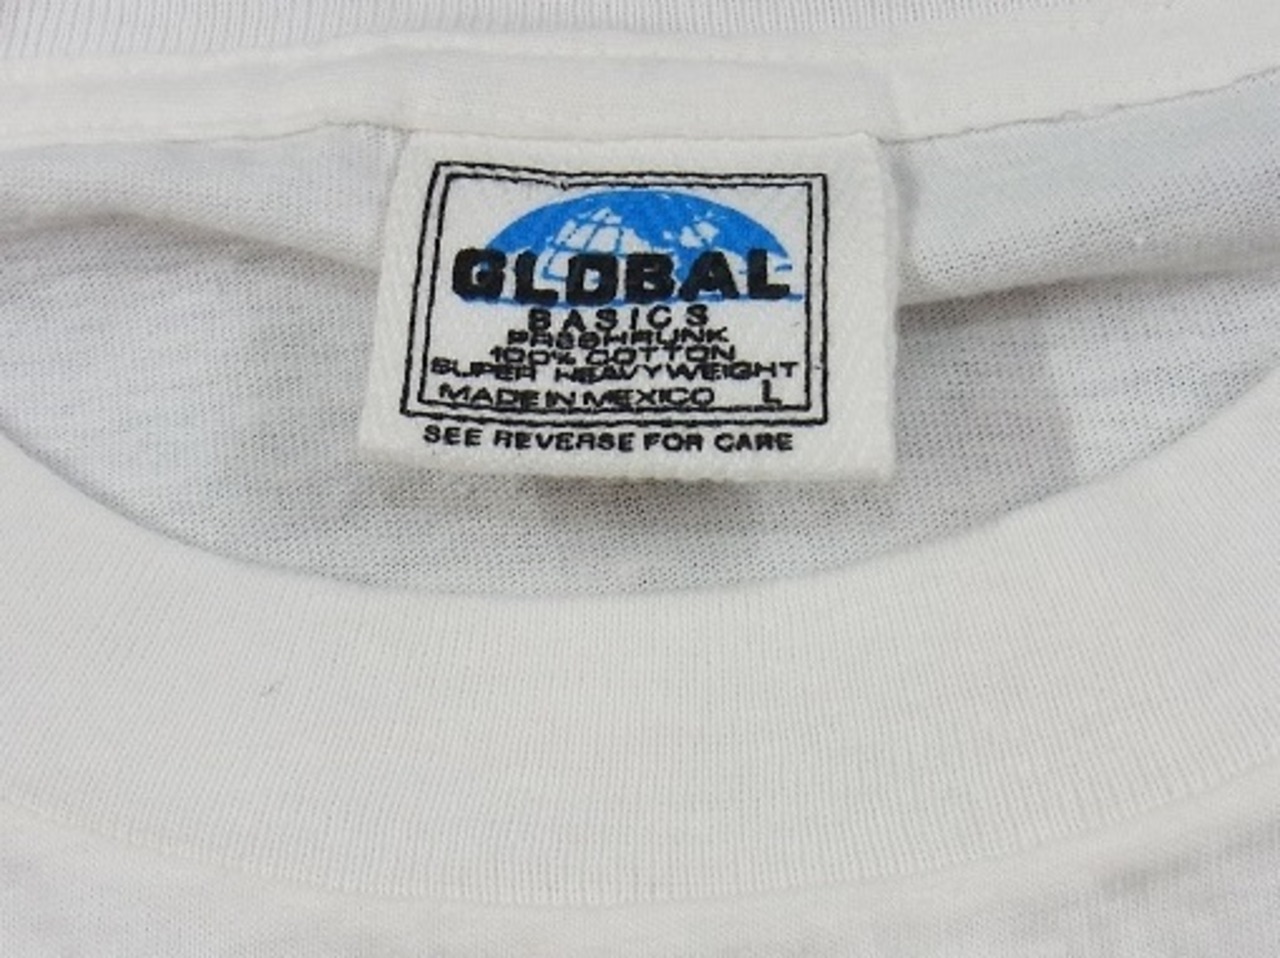 GLOBAL
BASICS
PRESHRUNK
100% COTTON
SUPER HEAVYWEIGHT
MADE IN MEXICO L
SEE REVERSE FOR CARE